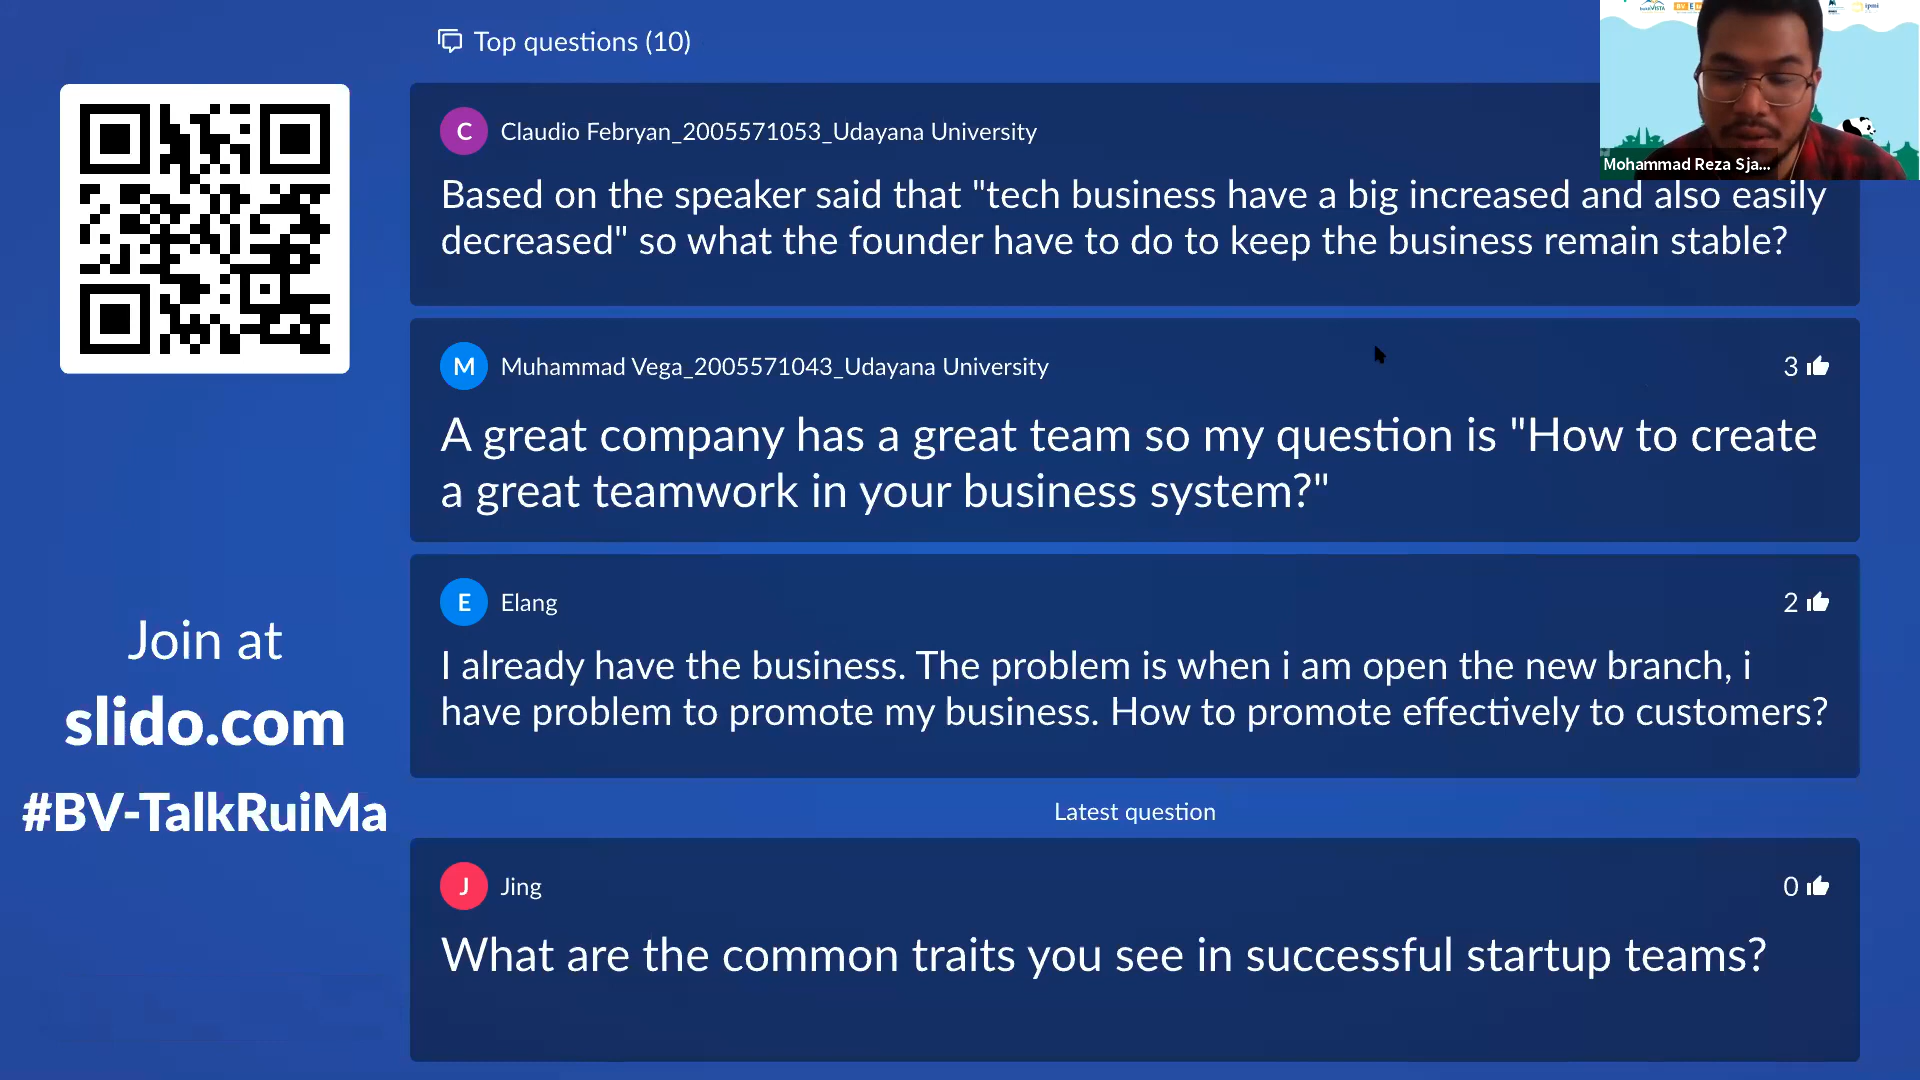 Top questions (10)
C
Claudio Febryan_2005571053_Udayana University
Based on the speaker said that "tech business have a big increased and also easily
decreased" so what the founder have to do to keep the business remain stable?
M
Muhammad Vega_2005571043_Udayana University
3
A great company has a great team so my question is "How to create
a great teamwork in your business system?"
E
Elang
2
I already have the business. The problem is when i am open the new branch, i
have problem to promote my business. How to promote effectively to customers?
Latest question
J
Jing
0
What are the common traits you see in successful startup teams?
Join at
slido.com
#BV-TalkRuiMa
Mohammad Reza Sja...
ipmi